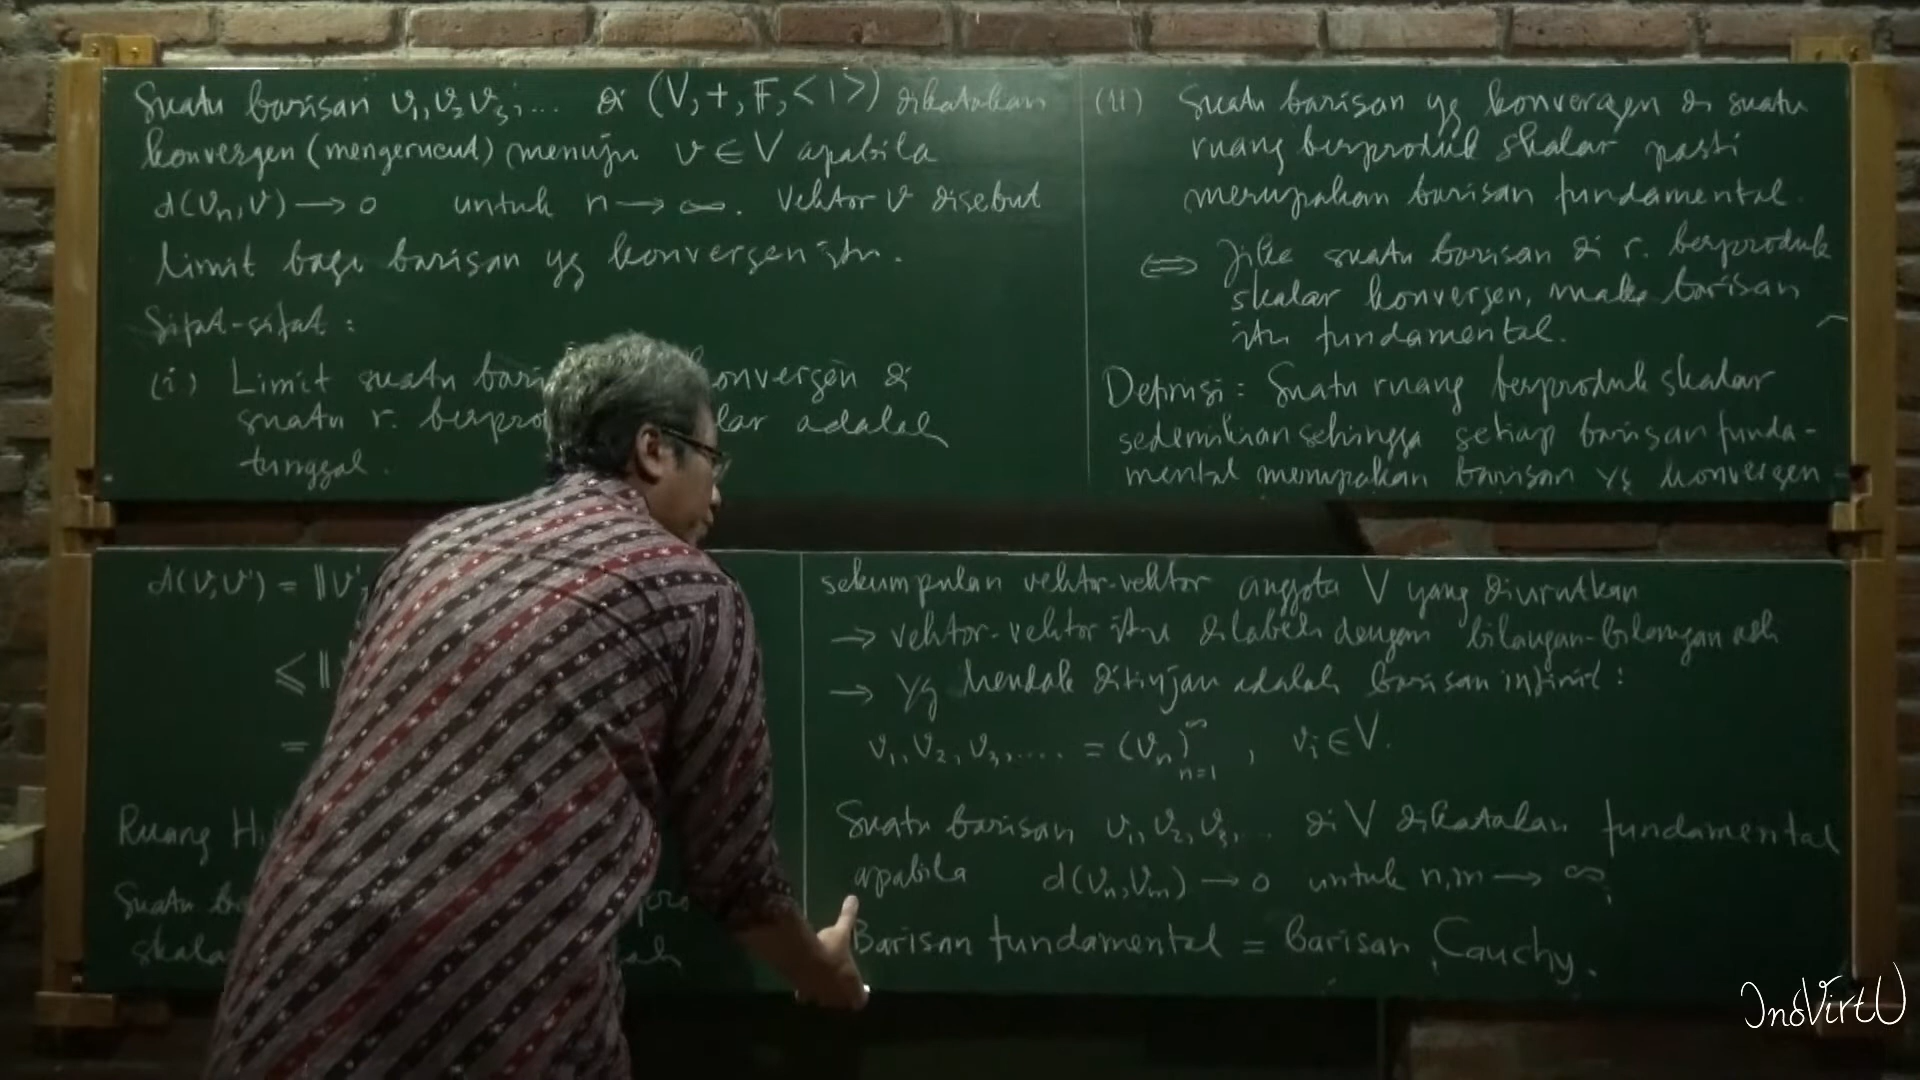 Suatu barisan v₁, v₂ v₃, ... di (V, +, F, < | >) dikatakan
konvergen (mengerucut) menuju v ∈ V apabila
d(vₙ, v) → 0 untuk n → ∞. Vektor v disebut
limit bagi barisan yg konvergen itu.
Sifat-sifat :
(i) Limit suatu bari onvergen di
suatu r. berpro lar adalah
tunggal.
(ii) Suatu barisan yg konvergen di suatu
ruang berproduk skalar pasti
merupakan barisan fundamental.
⟺ Jika suatu barisan di r. berproduk
skalar konvergen, maka barisan
itu fundamental.
Definisi : Suatu ruang berproduk skalar
sedemikian sehingga setiap barisan funda-
mental merupakan barisan yg konvergen
d(v, v') = ‖v'
≤ ‖
=
Ruang Hi
Suatu ba
skala
sekumpulan vektor-vektor anggota V yang diurutkan
→ vektor-vektor itu dilabeli dengan bilangan-bilangan asli
→ yg hendak ditinjau adalah barisan infinit :
v₁, v₂, v₃, .... = (vₙ)ₙ₌₁^∞ , vᵢ ∈ V.
Suatu barisan v₁, v₂, v₃, ... di V dikatakan fundamental
apabila d(vₙ, vₘ) → 0 untuk n, m → ∞
Barisan fundamental = Barisan Cauchy.
InoVirtU